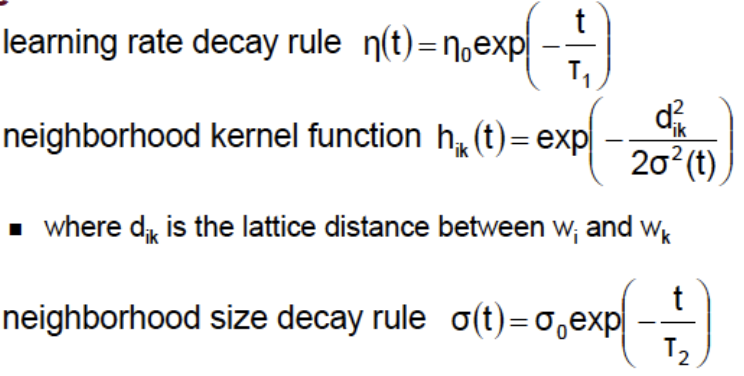 learning rate decay rule η(t)=η₀exp(−t/τ₁)
neighborhood kernel function hᵢₖ(t)=exp(−d²ᵢₖ/2σ²(t))
▪ where dᵢₖ is the lattice distance between wᵢ and wₖ
neighborhood size decay rule σ(t)=σ₀exp(−t/τ₂)